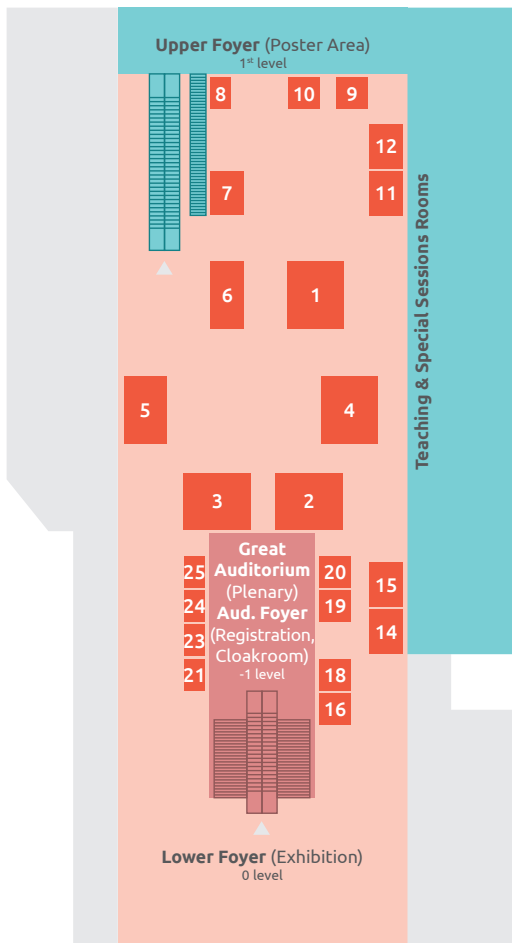 Upper Foyer (Poster Area)
1st level
8
10
9
12
11
7
Teaching & Special Sessions Rooms
6
1
5
4
3
2
Great
Auditorium
(Plenary)
Aud. Foyer
(Registration,
Cloakroom)
-1 level
25
24
23
21
20
19
18
16
15
14
Lower Foyer (Exhibition)
0 level